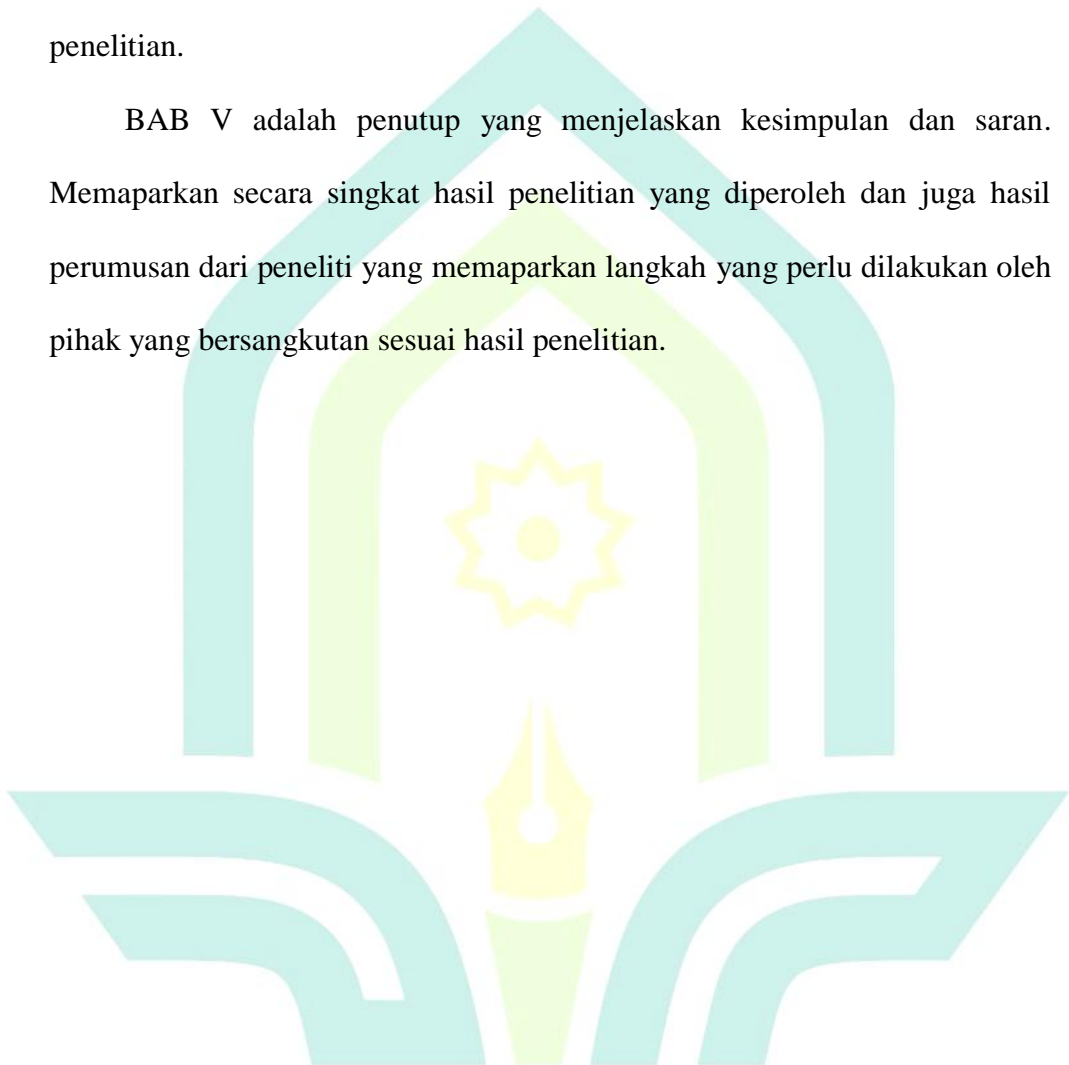 penelitian.
BAB V adalah penutup yang menjelaskan kesimpulan dan saran.
Memaparkan secara singkat hasil penelitian yang diperoleh dan juga hasil
perumusan dari peneliti yang memaparkan langkah yang perlu dilakukan oleh
pihak yang bersangkutan sesuai hasil penelitian.